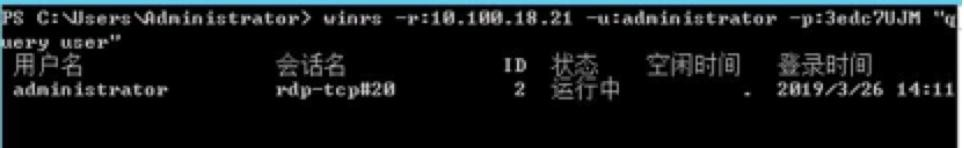 PS C:\Users\Administrator> winrs -r:10.100.18.21 -u:administrator -p:3edc7UJM "q
uery user"
用户名 会话名 ID 状态 空闲时间 登录时间
administrator rdp-tcp#20 2 运行中 . 2019/3/26 14:11